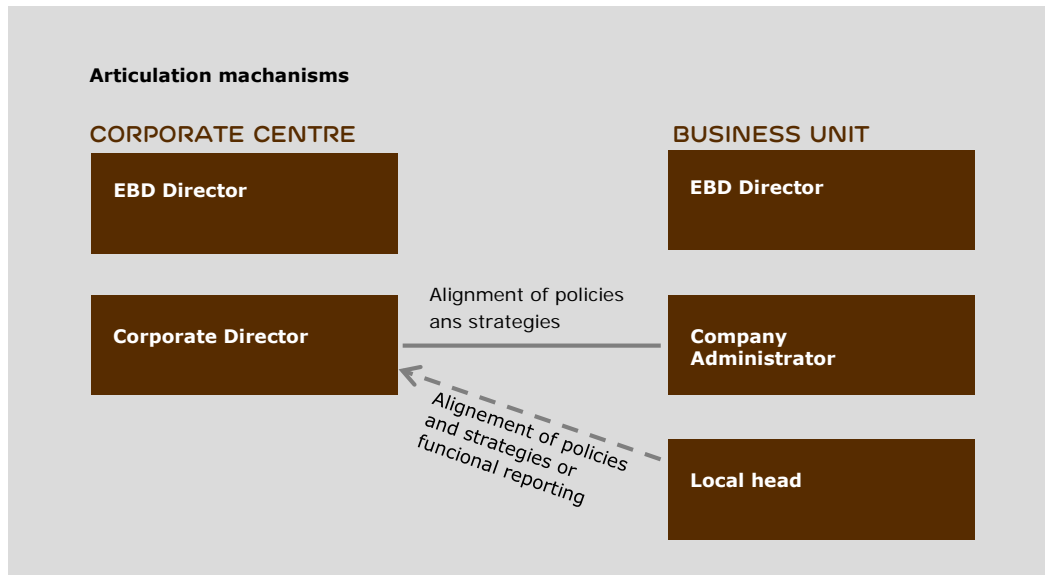 Articulation machanisms
CORPORATE CENTRE
BUSINESS UNIT
EBD Director
EBD Director
Alignment of policies
ans strategies
Corporate Director
Company
Administrator
Alignement of policies
and strategies or
funcional reporting
Local head